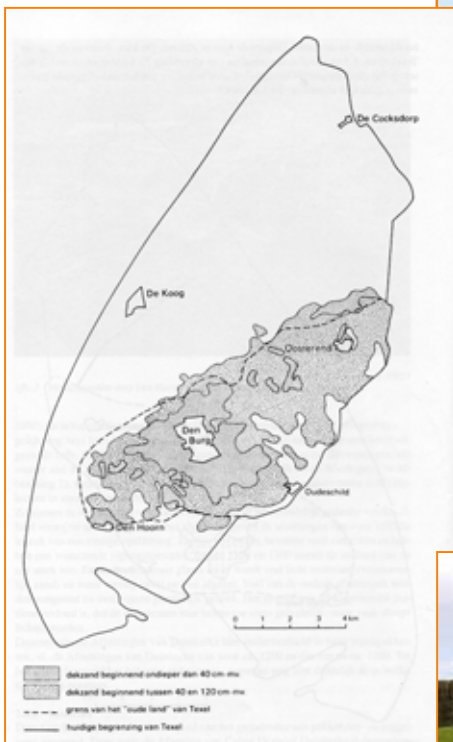 De Cocksdorp
De Koog
Oosterend
Den
Burg
Oudeschild
Den Hoorn
0 1 2 3 4 km
dekzand beginnend ondieper dan 40 cm mv.
dekzand beginnend tussen 40 en 120 cm mv.
grens van het "oude land" van Texel
huidige begrenzing van Texel